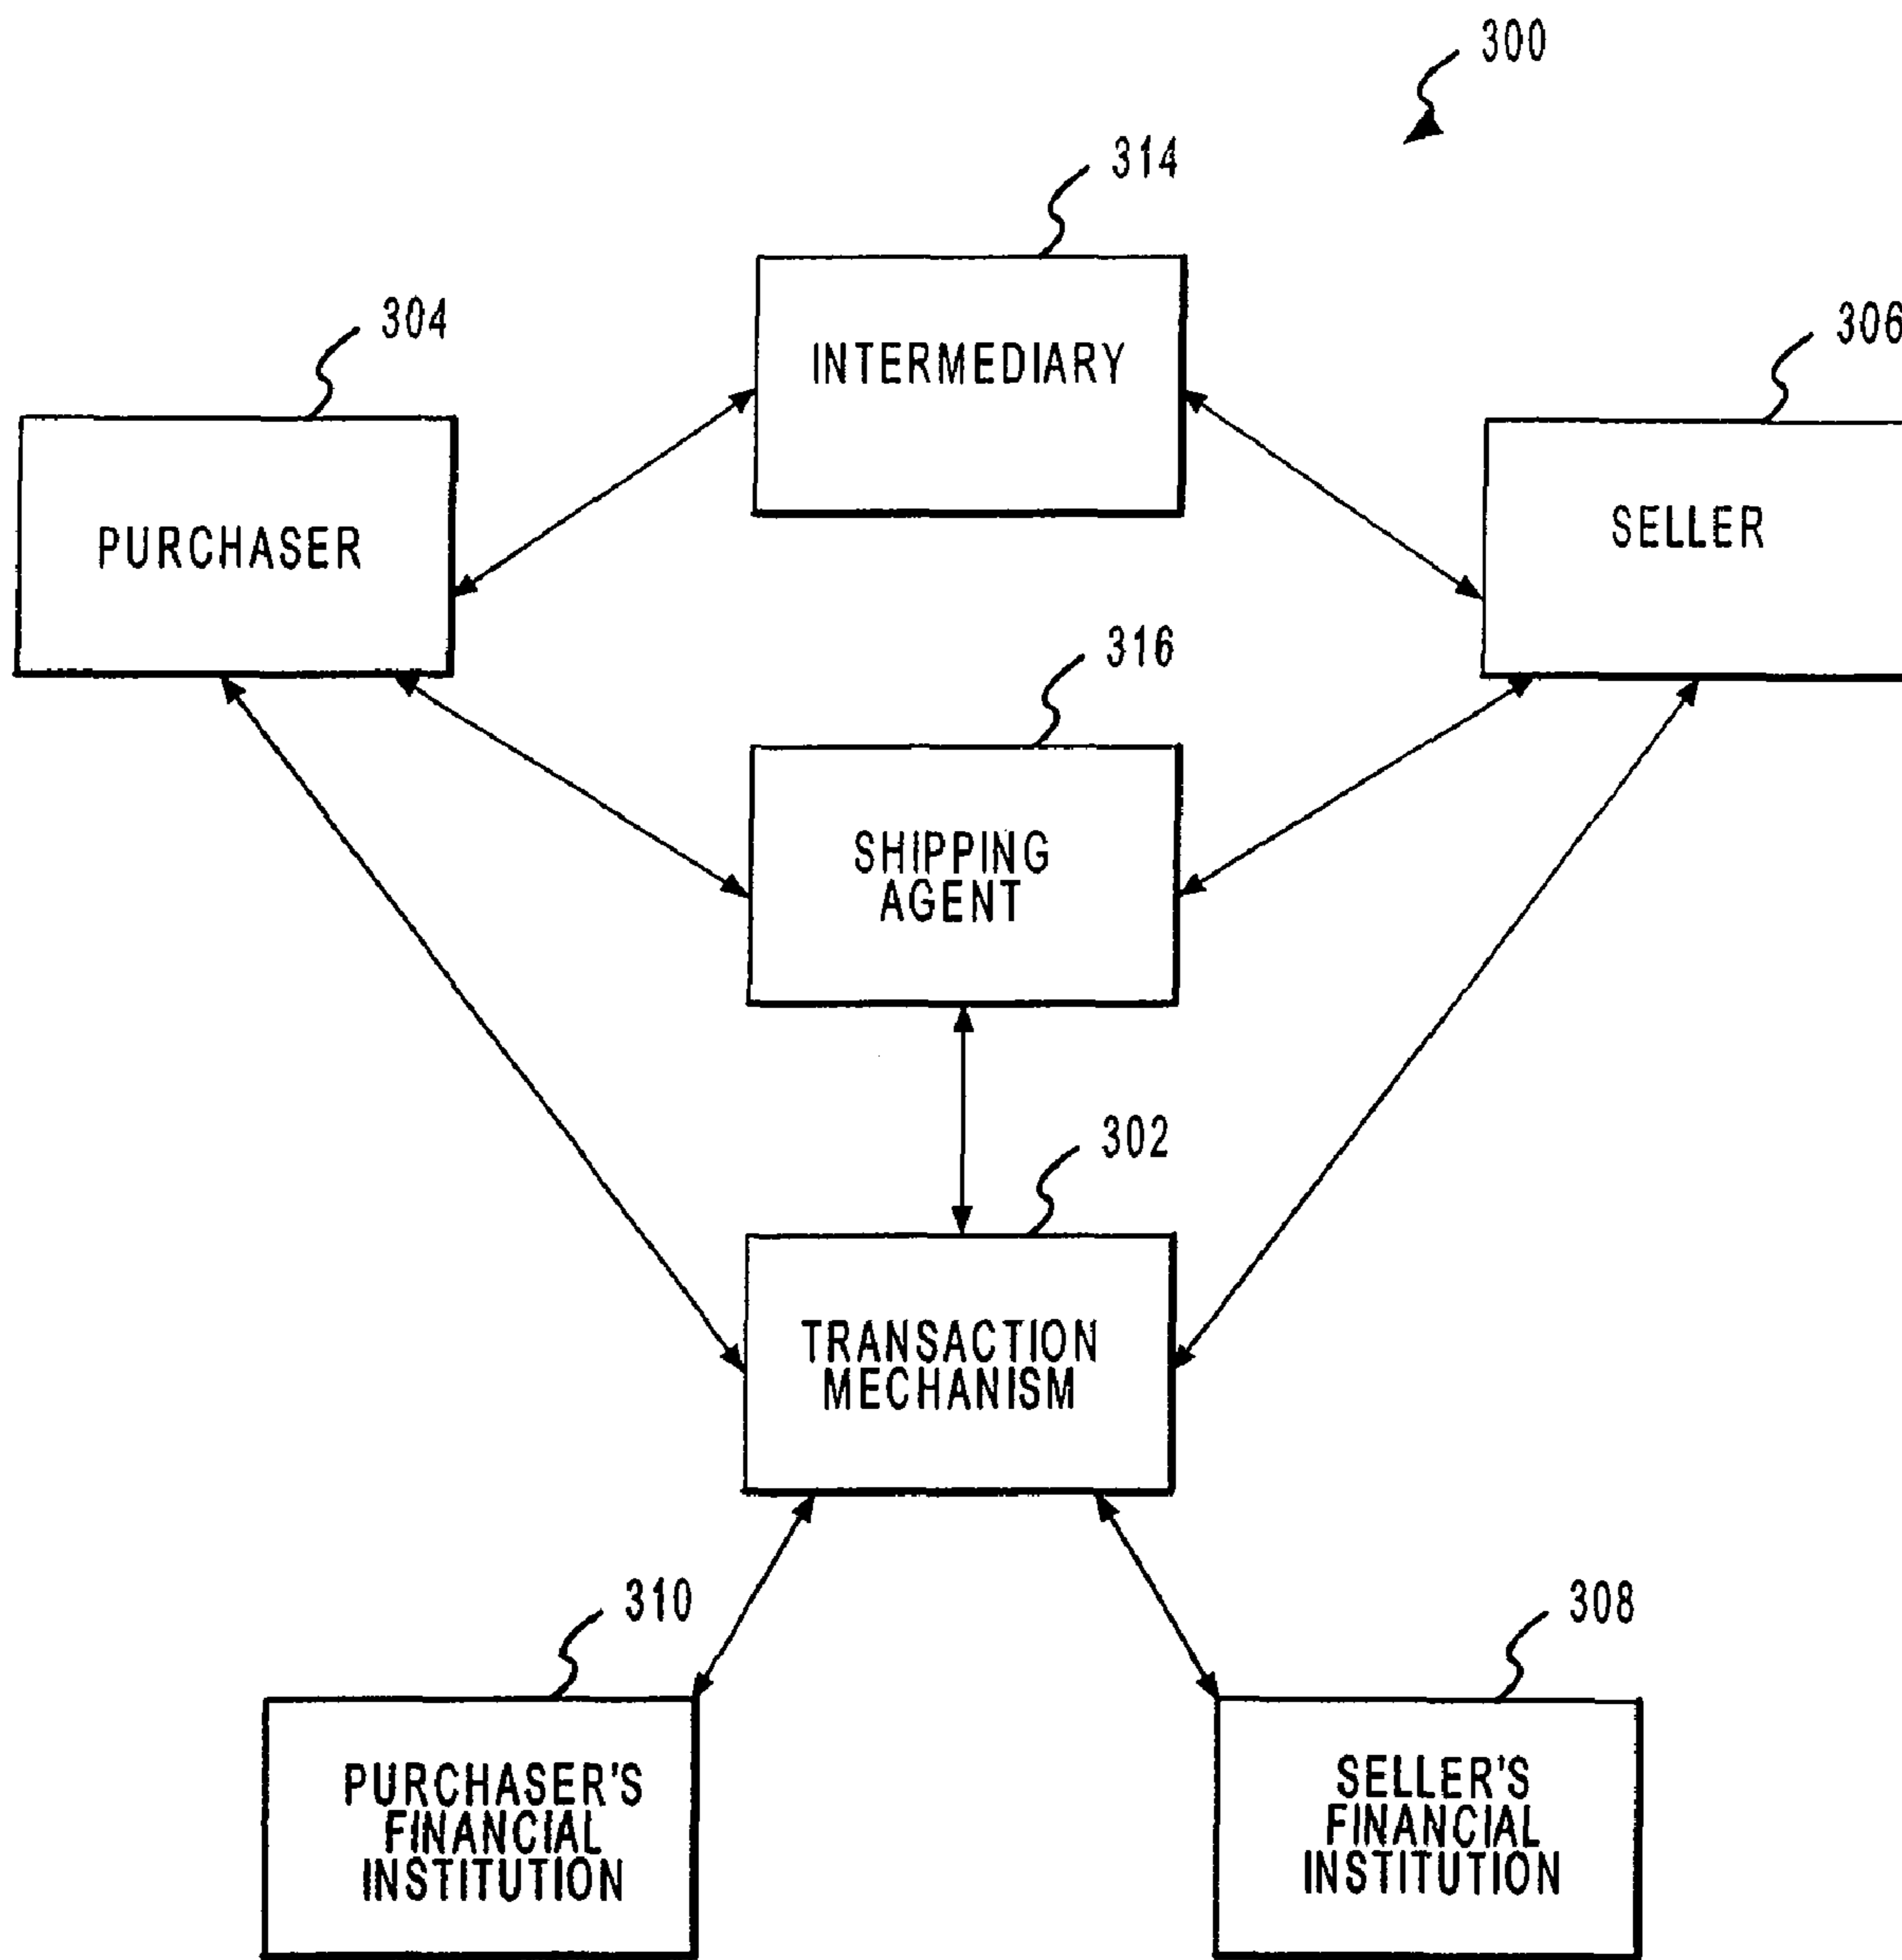 300
314
304
306
INTERMEDIARY
PURCHASER
SELLER
316
SHIPPING
AGENT
302
TRANSACTION
MECHANISM
310
308
PURCHASER'S
FINANCIAL
INSTITUTION
SELLER'S
FINANCIAL
INSTITUTION